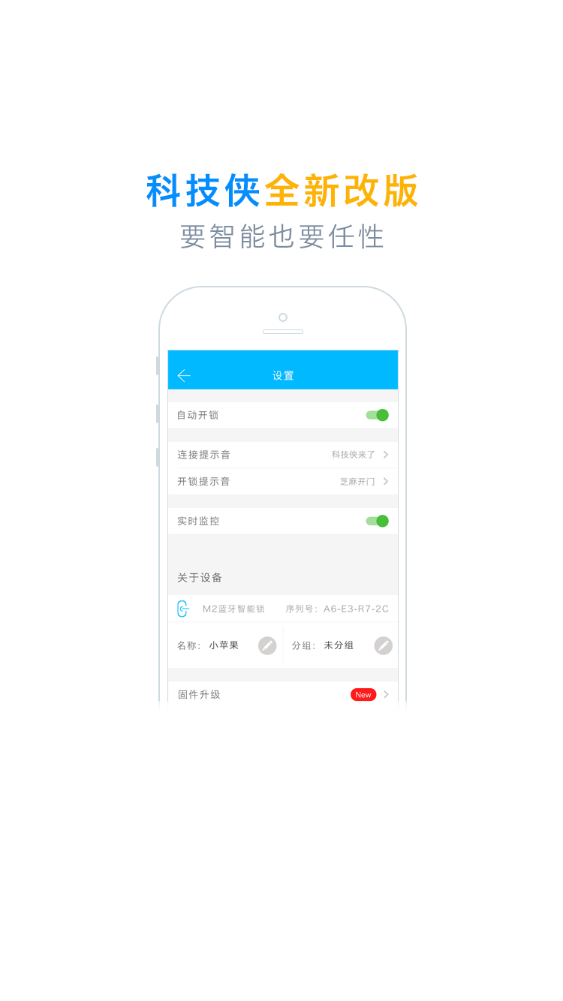 科技侠全新改版
要智能也要任性
设置
自动开锁
连接提示音 科技侠来了
开锁提示音 芝麻开门
实时监控
关于设备
M2蓝牙智能锁 序列号：A6-E3-R7-2C
名称：小苹果 分组：未分组
固件升级 New